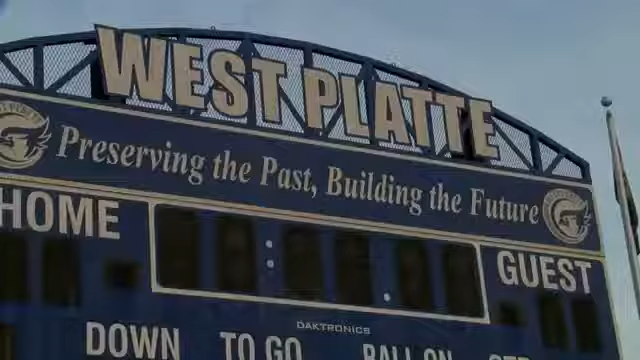 WEST PLATTE
Preserving the Past, Building the Future
HOME
GUEST
DAKTRONICS
DOWN TO GO BALL ON